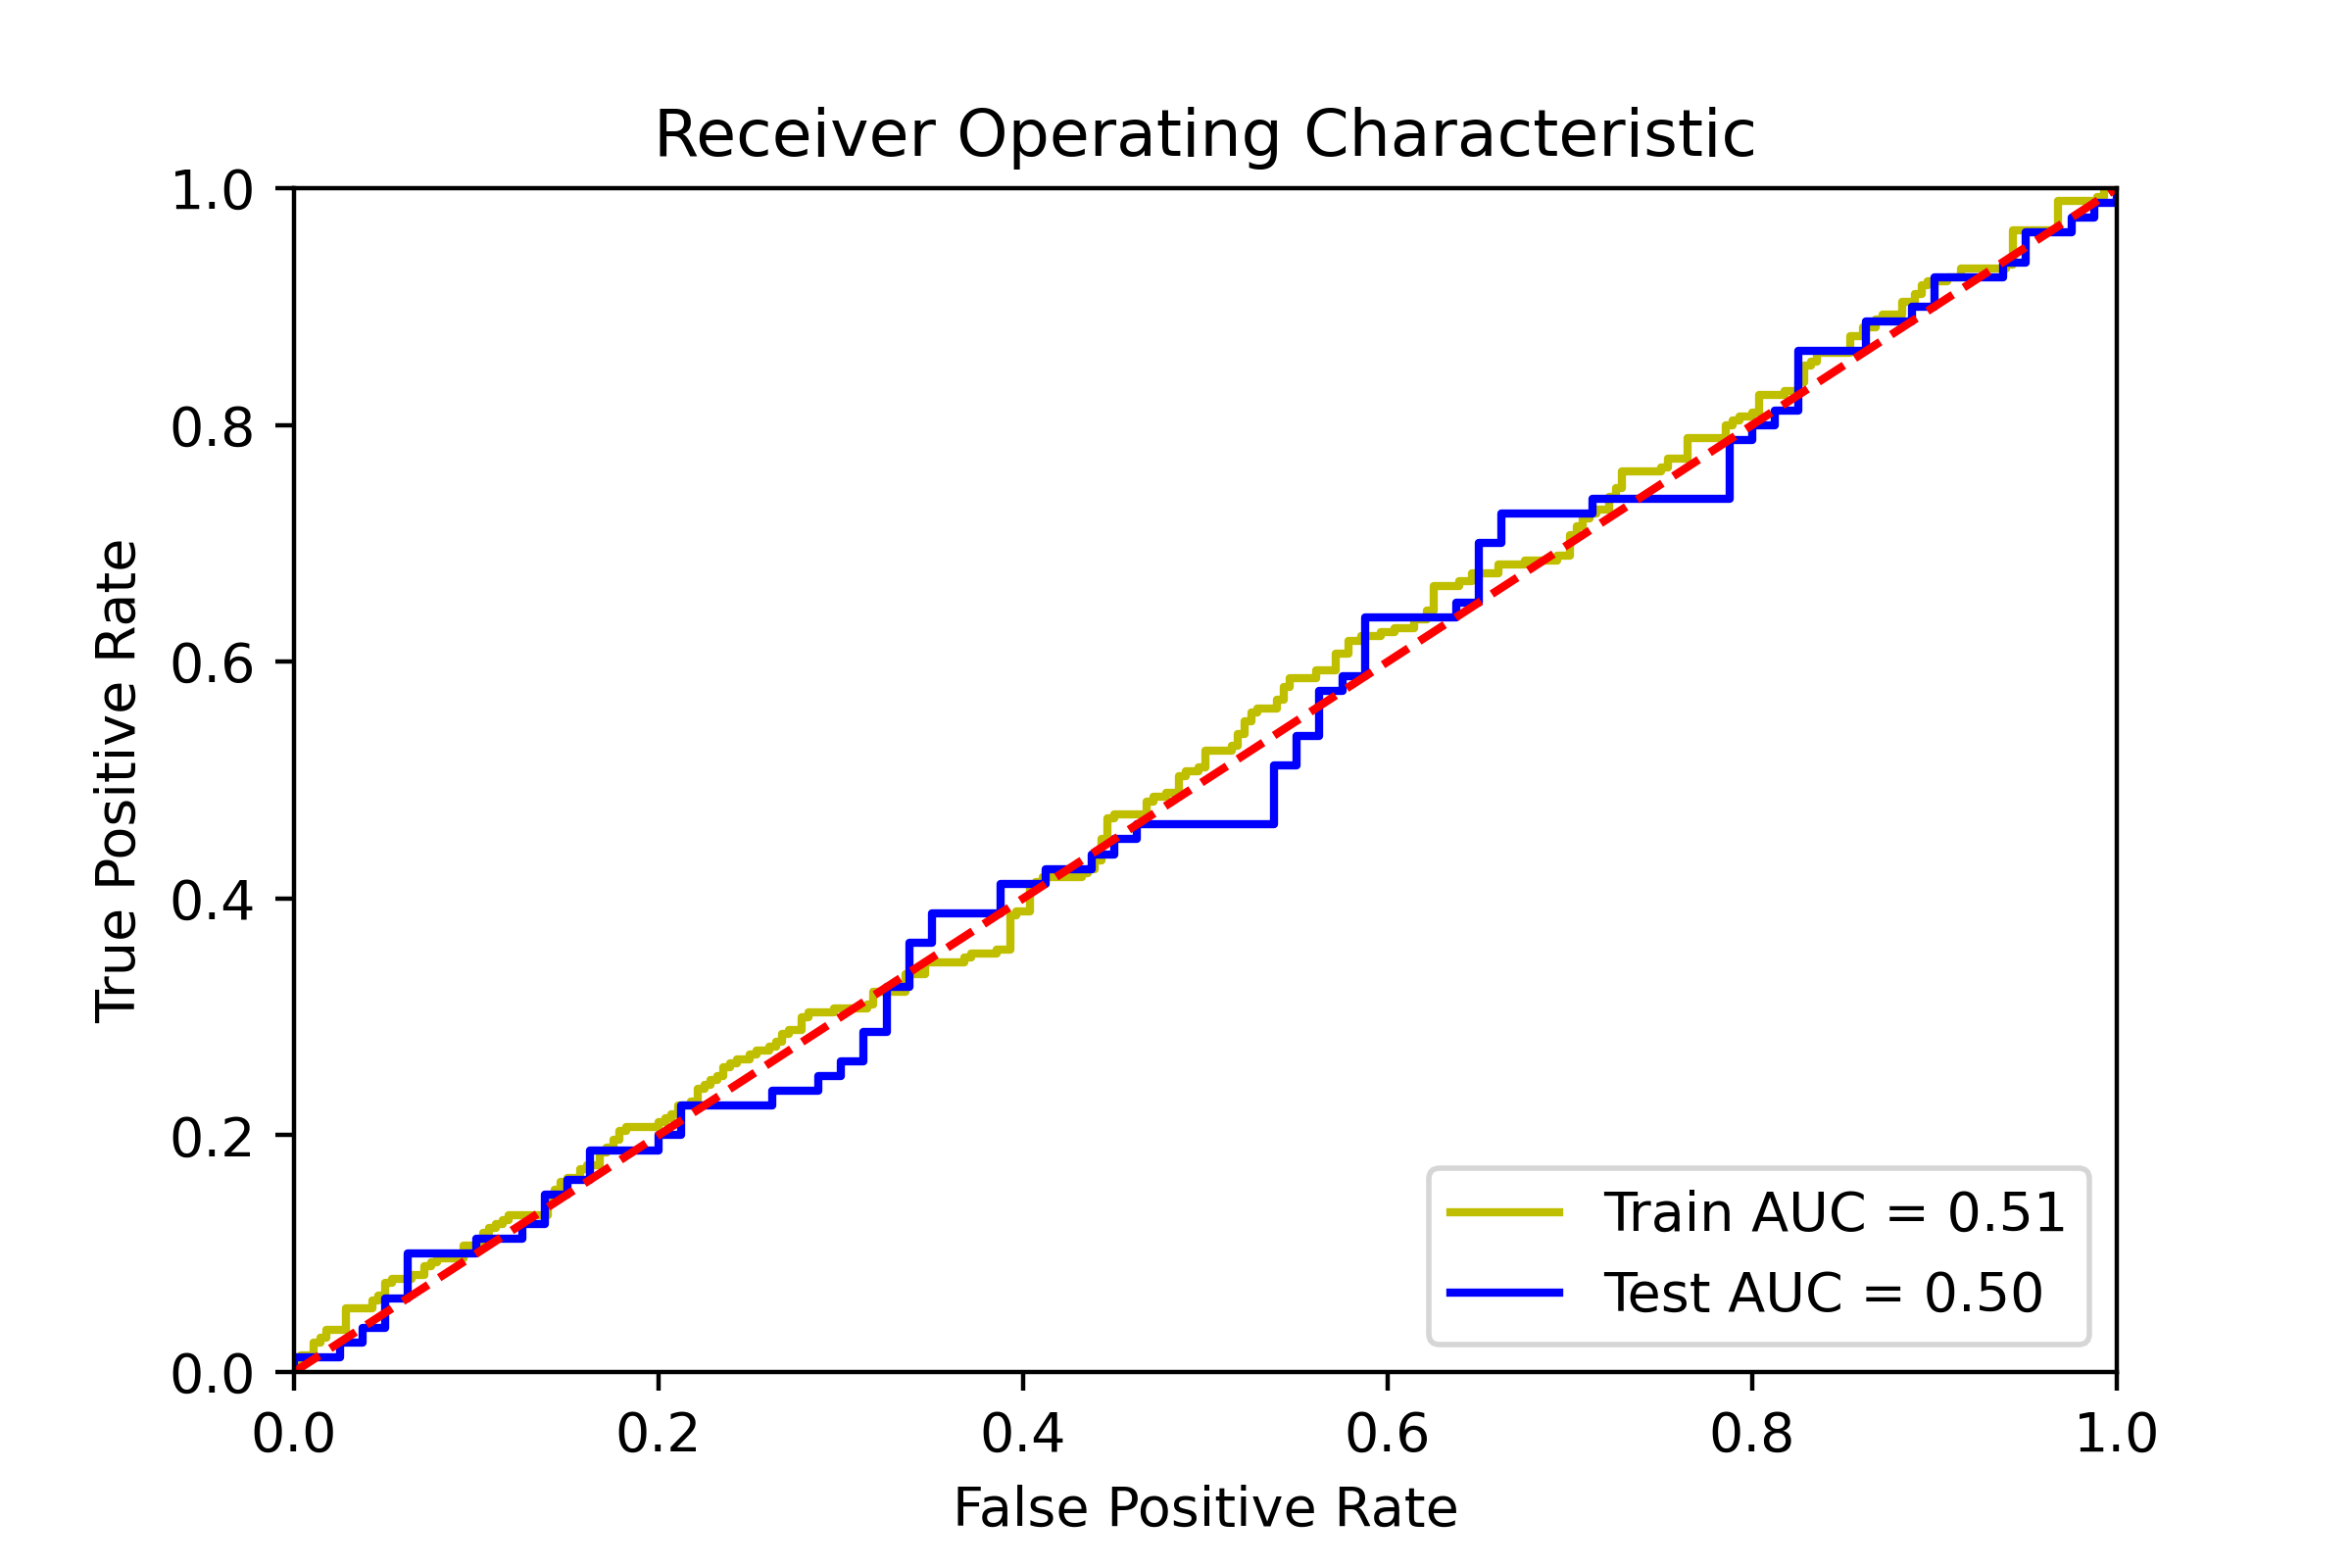 Receiver Operating Characteristic
1.0
0.8
0.6
0.4
0.2
0.0
True Positive Rate
Train AUC = 0.51
Test AUC = 0.50
0.0 0.2 0.4 0.6 0.8 1.0
False Positive Rate